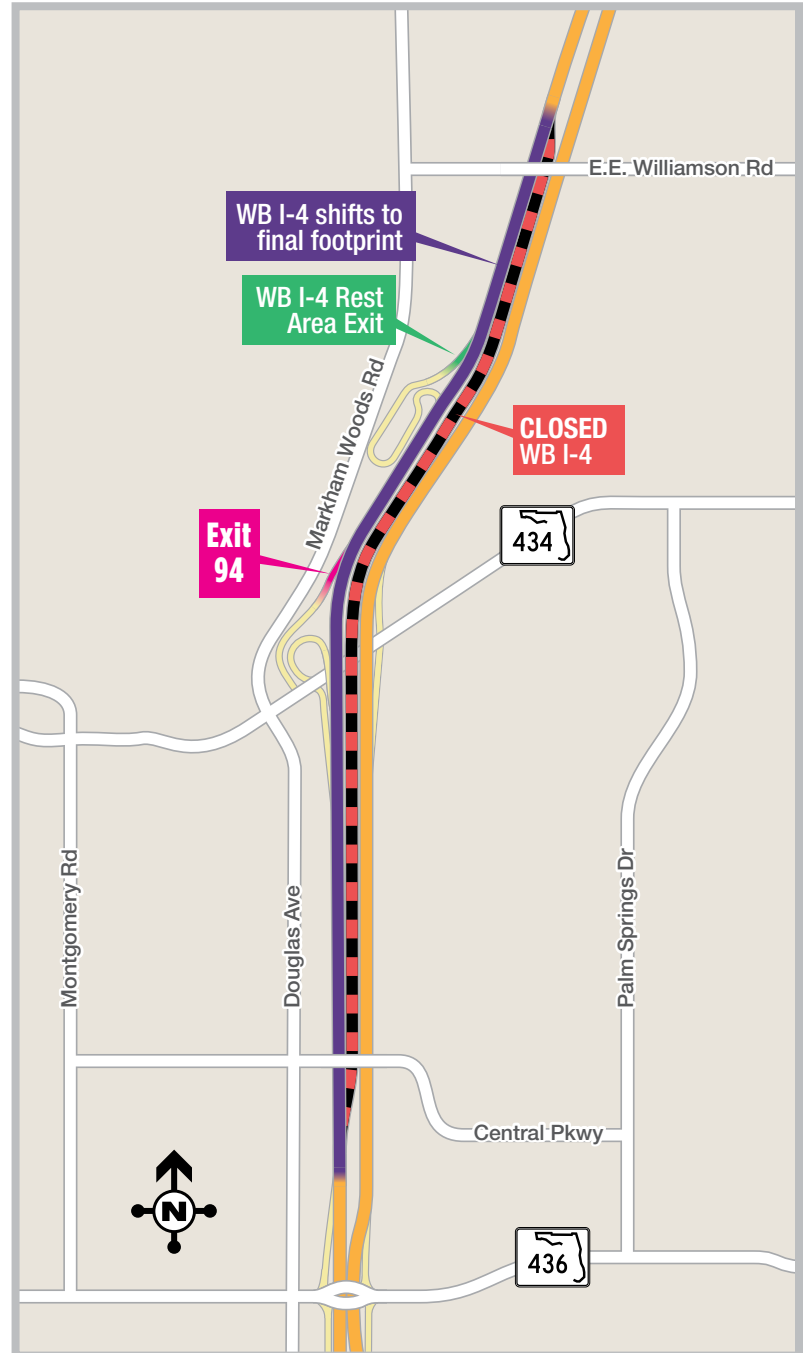 E.E. Williamson Rd
WB I-4 shifts to
final footprint
WB I-4 Rest
Area Exit
Markham Woods Rd
CLOSED
WB I-4
Exit
94
434
Montgomery Rd
Douglas Ave
Palm Springs Dr
Central Pkwy
N
436